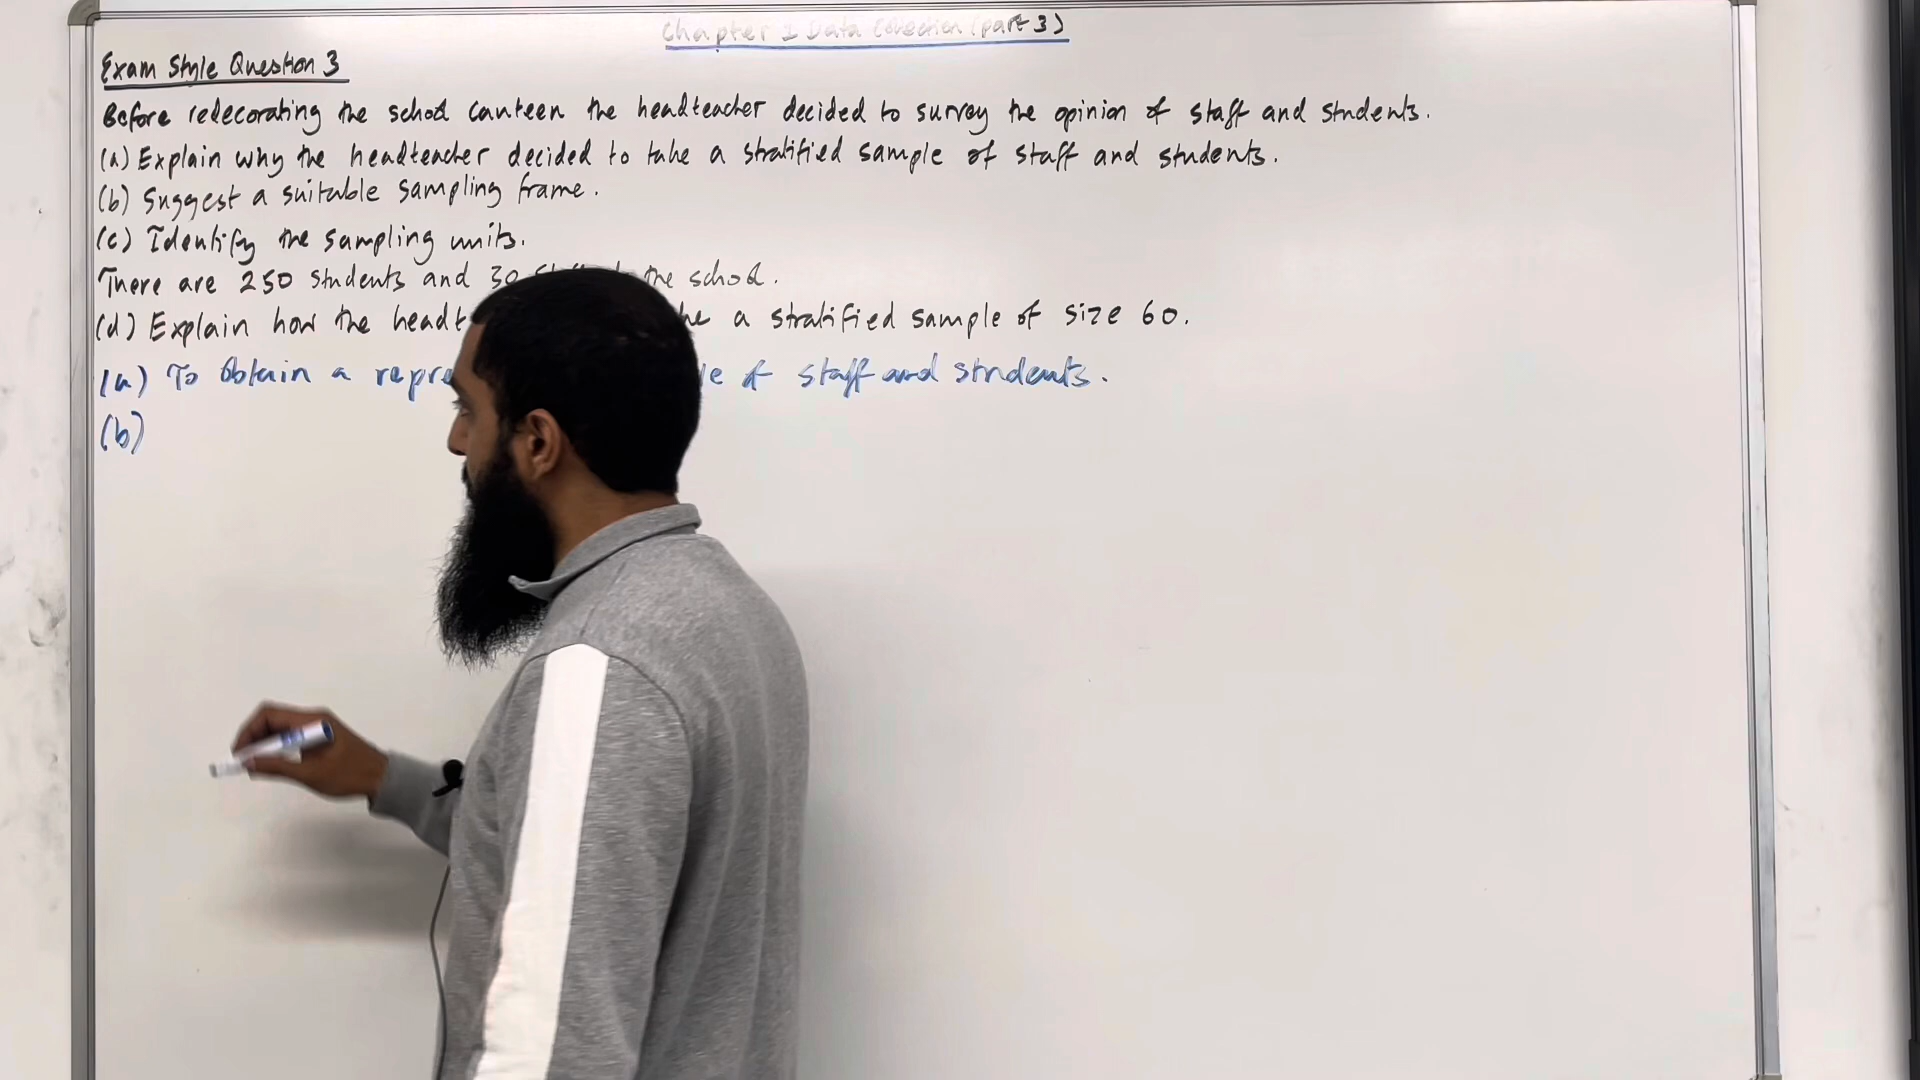 Chapter 1 Data Collection (part 3)
Exam Style Question 3
Before redecorating the school canteen the headteacher decided to survey the opinion of staff and students.
(a) Explain why the headteacher decided to take a stratified sample of staff and students.
(b) Suggest a suitable sampling frame.
(c) Identify the sampling units.
There are 250 students and 30 the school.
(d) Explain how the headt a stratified sample of size 60.
(a) To obtain a repre of staff and students.
(b)